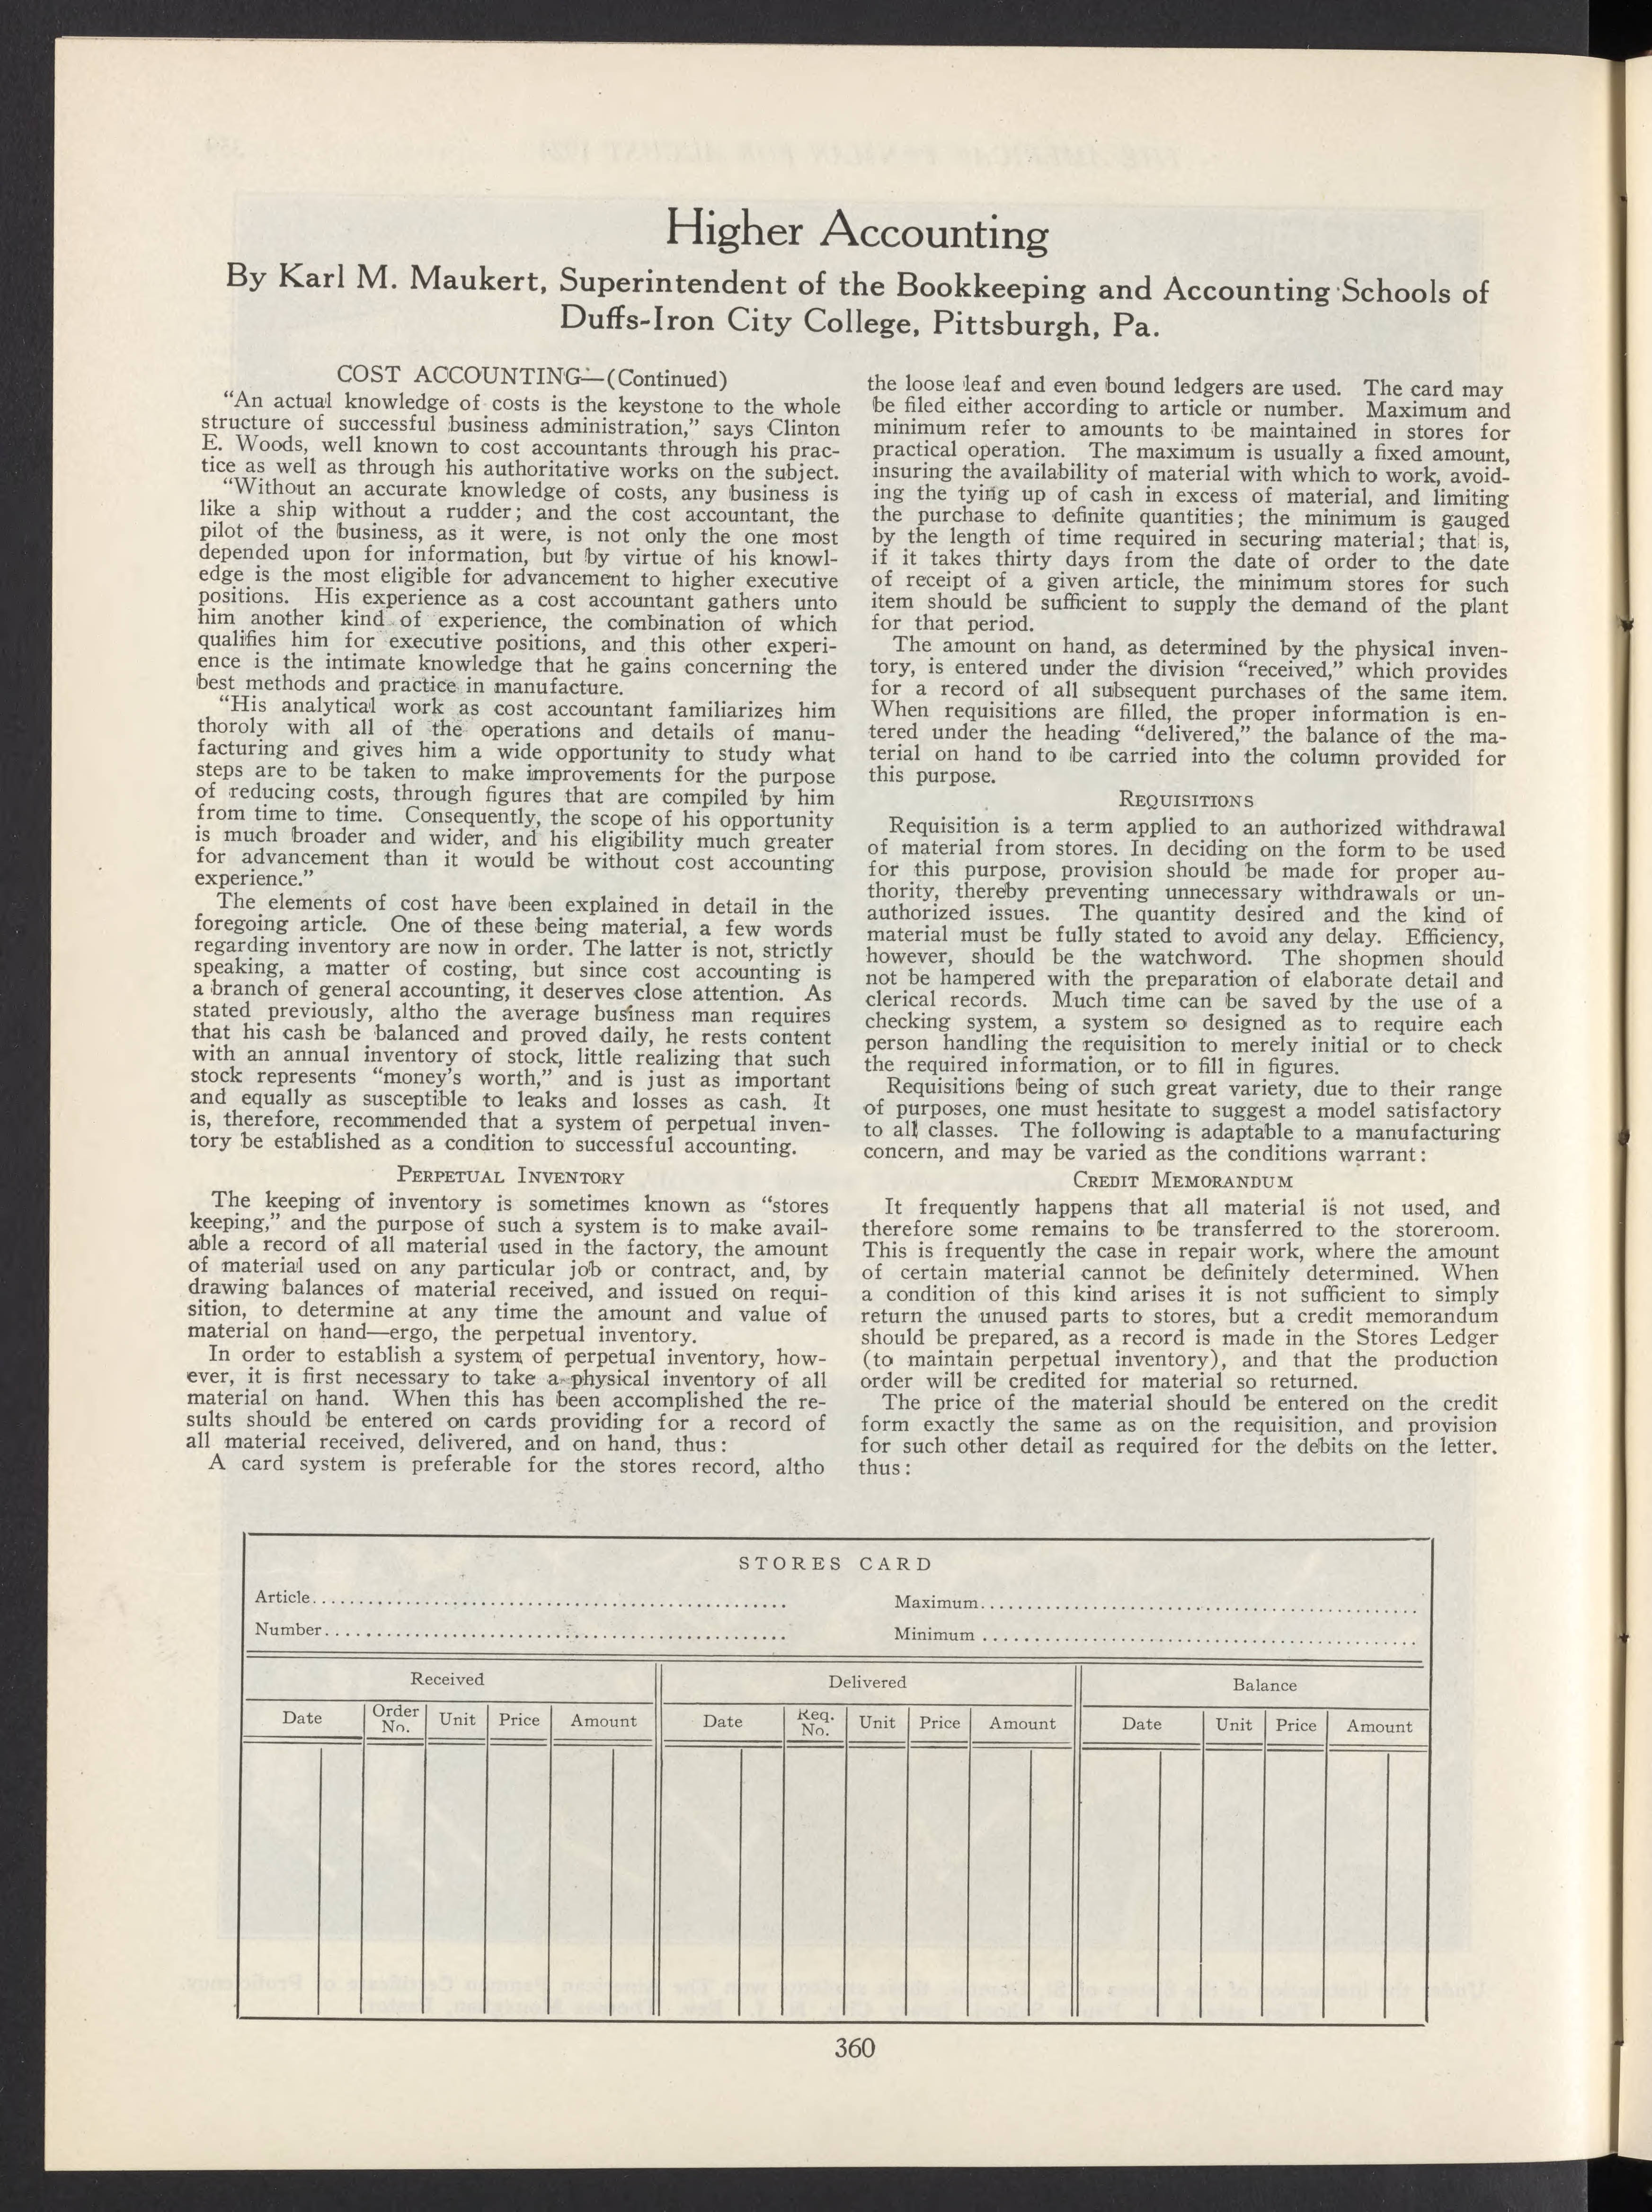 Higher Accounting
By Karl M. Maukert, Superintendent of the Bookkeeping and Accounting Schools of
Duffs-Iron City College, Pittsburgh, Pa.
COST ACCOUNTING—(Continued)
"An actual knowledge of costs is the keystone to the whole
structure of successful business administration," says Clinton
E. Woods, well known to cost accountants through his prac-
tice as well as through his authoritative works on the subject.
"Without an accurate knowledge of costs, any business is
like a ship without a rudder; and the cost accountant, the
pilot of the business, as it were, is not only the one most
depended upon for information, but by virtue of his knowl-
edge is the most eligible for advancement to higher executive
positions. His experience as a cost accountant gathers unto
him another kind of experience, the combination of which
qualifies him for executive positions, and this other experi-
ence is the intimate knowledge that he gains concerning the
best methods and practice in manufacture.
"His analytical work as cost accountant familiarizes him
thoroly with all of the operations and details of manu-
facturing and gives him a wide opportunity to study what
steps are to be taken to make improvements for the purpose
of reducing costs, through figures that are compiled by him
from time to time. Consequently, the scope of his opportunity
is much broader and wider, and his eligibility much greater
for advancement than it would be without cost accounting
experience."
The elements of cost have been explained in detail in the
foregoing article. One of these being material, a few words
regarding inventory are now in order. The latter is not, strictly
speaking, a matter of costing, but since cost accounting is
a branch of general accounting, it deserves close attention. As
stated previously, altho the average business man requires
that his cash be balanced and proved daily, he rests content
with an annual inventory of stock, little realizing that such
stock represents "money's worth," and is just as important
and equally as susceptible to leaks and losses as cash. It
is, therefore, recommended that a system of perpetual inven-
tory be established as a condition to successful accounting.
PERPETUAL INVENTORY
The keeping of inventory is sometimes known as "stores
keeping," and the purpose of such a system is to make avail-
able a record of all material used in the factory, the amount
of material used on any particular job or contract, and, by
drawing balances of material received, and issued on requi-
sition, to determine at any time the amount and value of
material on hand—ergo, the perpetual inventory.
In order to establish a system of perpetual inventory, how-
ever, it is first necessary to take a physical inventory of all
material on hand. When this has been accomplished the re-
sults should be entered on cards providing for a record of
all material received, delivered, and on hand, thus:
A card system is preferable for the stores record, altho
the loose leaf and even bound ledgers are used. The card may
be filed either according to article or number. Maximum and
minimum refer to amounts to be maintained in stores for
practical operation. The maximum is usually a fixed amount,
insuring the availability of material with which to work, avoid-
ing the tying up of cash in excess of material, and limiting
the purchase to definite quantities; the minimum is gauged
by the length of time required in securing material; that is,
if it takes thirty days from the date of order to the date
of receipt of a given article, the minimum stores for such
item should be sufficient to supply the demand of the plant
for that period.
The amount on hand, as determined by the physical inven-
tory, is entered under the division "received," which provides
for a record of all subsequent purchases of the same item.
When requisitions are filled, the proper information is en-
tered under the heading "delivered," the balance of the ma-
terial on hand to be carried into the column provided for
this purpose.
REQUISITIONS
Requisition is a term applied to an authorized withdrawal
of material from stores. In deciding on the form to be used
for this purpose, provision should be made for proper au-
thority, thereby preventing unnecessary withdrawals or un-
authorized issues. The quantity desired and the kind of
material must be fully stated to avoid any delay. Efficiency,
however, should be the watchword. The shopmen should
not be hampered with the preparation of elaborate detail and
clerical records. Much time can be saved by the use of a
checking system, a system so designed as to require each
person handling the requisition to merely initial or to check
the required information, or to fill in figures.
Requisitions being of such great variety, due to their range
of purposes, one must hesitate to suggest a model satisfactory
to all classes. The following is adaptable to a manufacturing
concern, and may be varied as the conditions warrant:
CREDIT MEMORANDUM
It frequently happens that all material is not used, and
therefore some remains to be transferred to the storeroom.
This is frequently the case in repair work, where the amount
of certain material cannot be definitely determined. When
a condition of this kind arises it is not sufficient to simply
return the unused parts to stores, but a credit memorandum
should be prepared, as a record is made in the Stores Ledger
(to maintain perpetual inventory), and that the production
order will be credited for material so returned.
The price of the material should be entered on the credit
form exactly the same as on the requisition, and provision
for such other detail as required for the debits on the letter.
thus:
STORES CARD
Article.................................................... Maximum................................................
Number.................................................. Minimum ...............................................
Received Delivered Balance
Date Order No. Unit Price Amount Date Req. No. Unit Price Amount Date Unit Price Amount
360